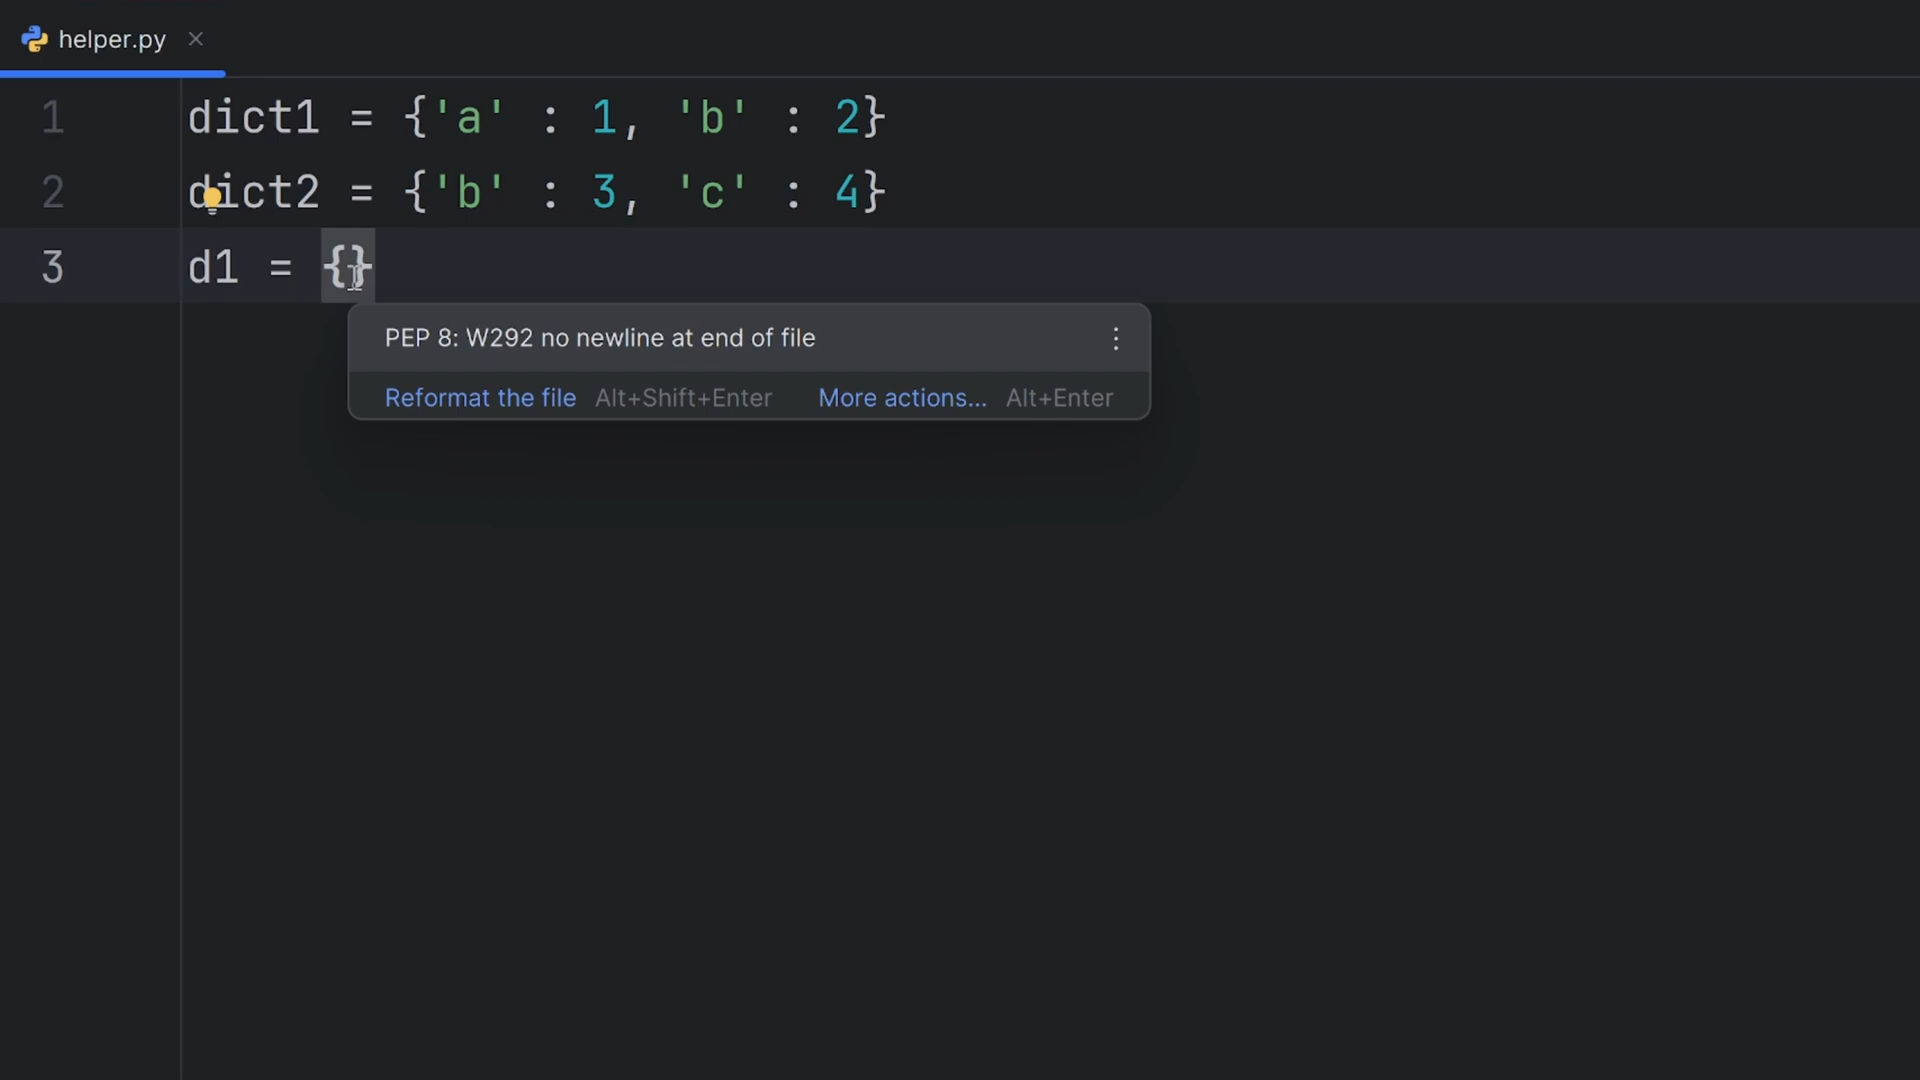 helper.py
1 dict1 = {'a' : 1, 'b' : 2}
2 dict2 = {'b' : 3, 'c' : 4}
3 d1 = {}
PEP 8: W292 no newline at end of file
Reformat the file Alt+Shift+Enter More actions... Alt+Enter